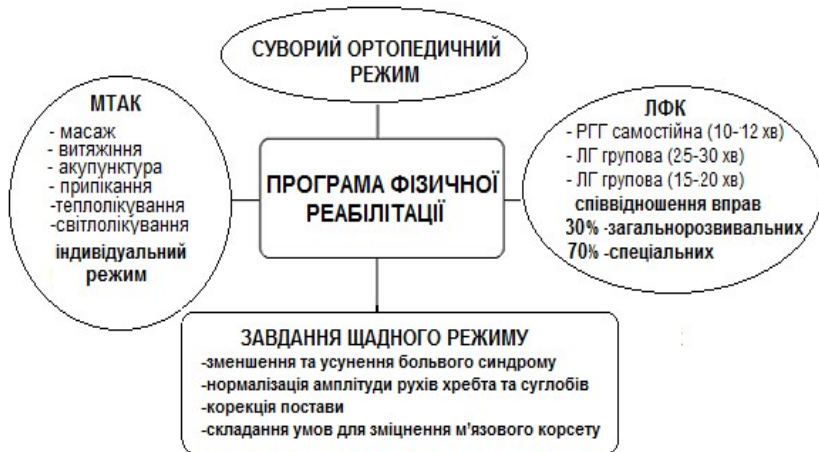 СУВОРИЙ ОРТОПЕДИЧНИЙ
РЕЖИМ
МТАК
- масаж
- витяжіння
- акупунктура
- припікання
-теплолікування
-світлолікування
індивідуальний
режим
ПРОГРАМА ФІЗИЧНОЇ
РЕАБІЛІТАЦІЇ
ЛФК
- РГГ самостійна (10-12 хв)
- ЛГ групова (25-30 хв)
- ЛГ групова (15-20 хв)
співвідношення вправ
30% -загальнорозвивальних
70% -спеціальних
ЗАВДАННЯ ЩАДНОГО РЕЖИМУ
-зменшення та усунення больвого синдрому
-нормалізація амплітуди рухів хребта та суглобів
-корекція постави
-складання умов для зміцнення м'язового корсету